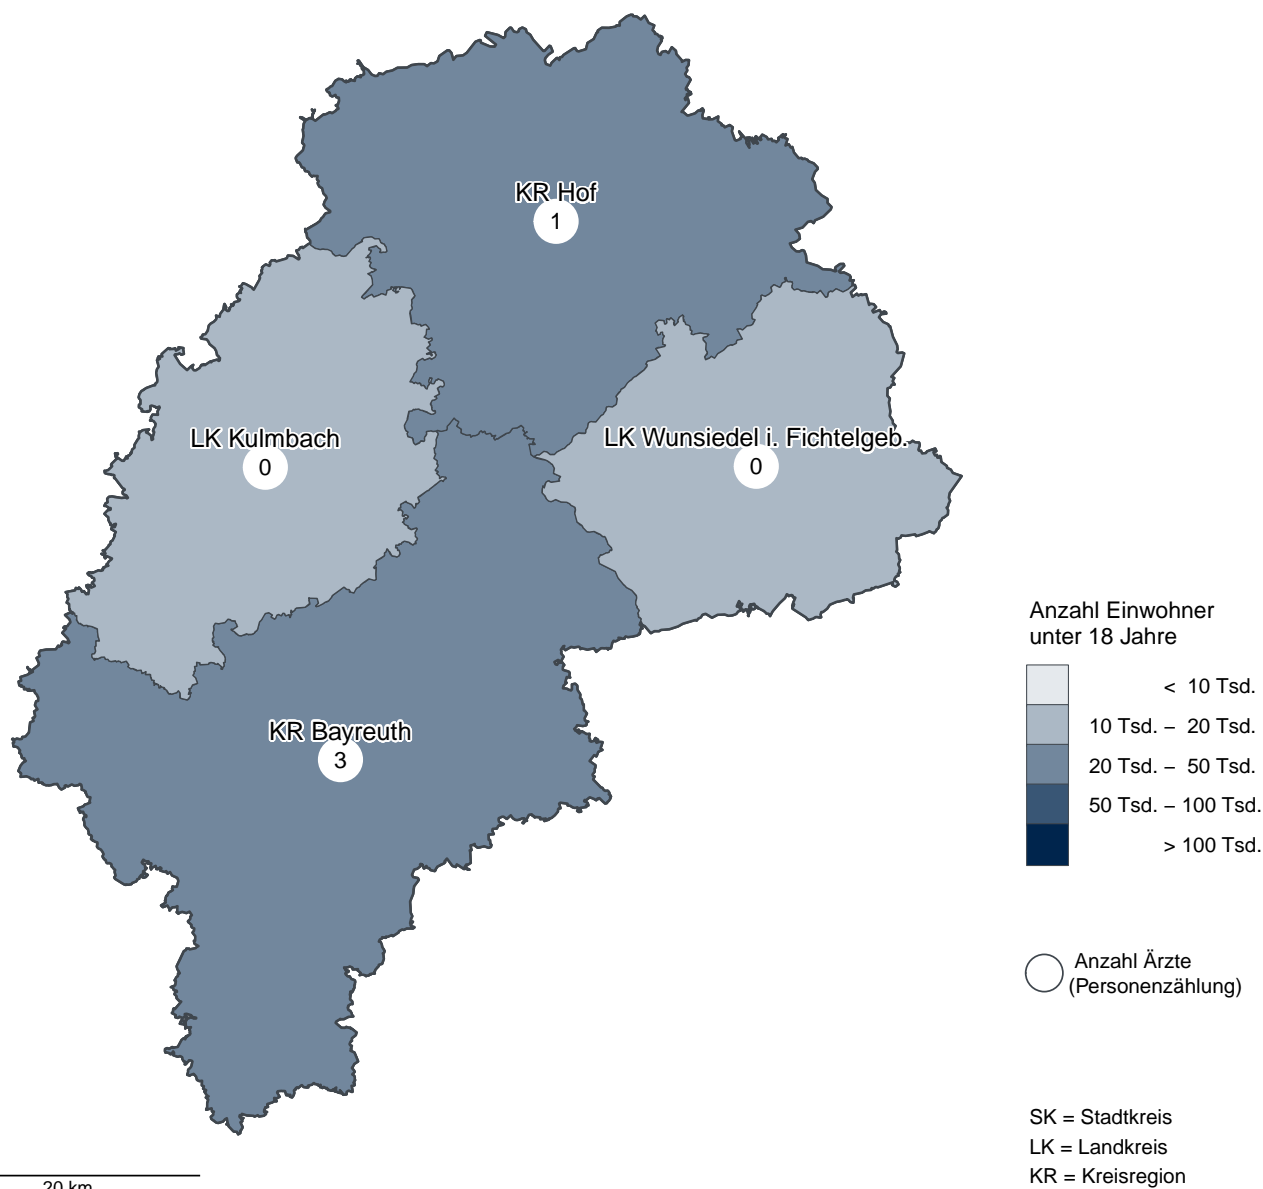 KR Hof
1
LK Kulmbach
0
LK Wunsiedel i. Fichtelgeb.
0
KR Bayreuth
3
Anzahl Einwohner
unter 18 Jahre
< 10 Tsd.
10 Tsd. – 20 Tsd.
20 Tsd. – 50 Tsd.
50 Tsd. – 100 Tsd.
> 100 Tsd.
Anzahl Ärzte
(Personenzählung)
SK = Stadtkreis
LK = Landkreis
KR = Kreisregion
20 km